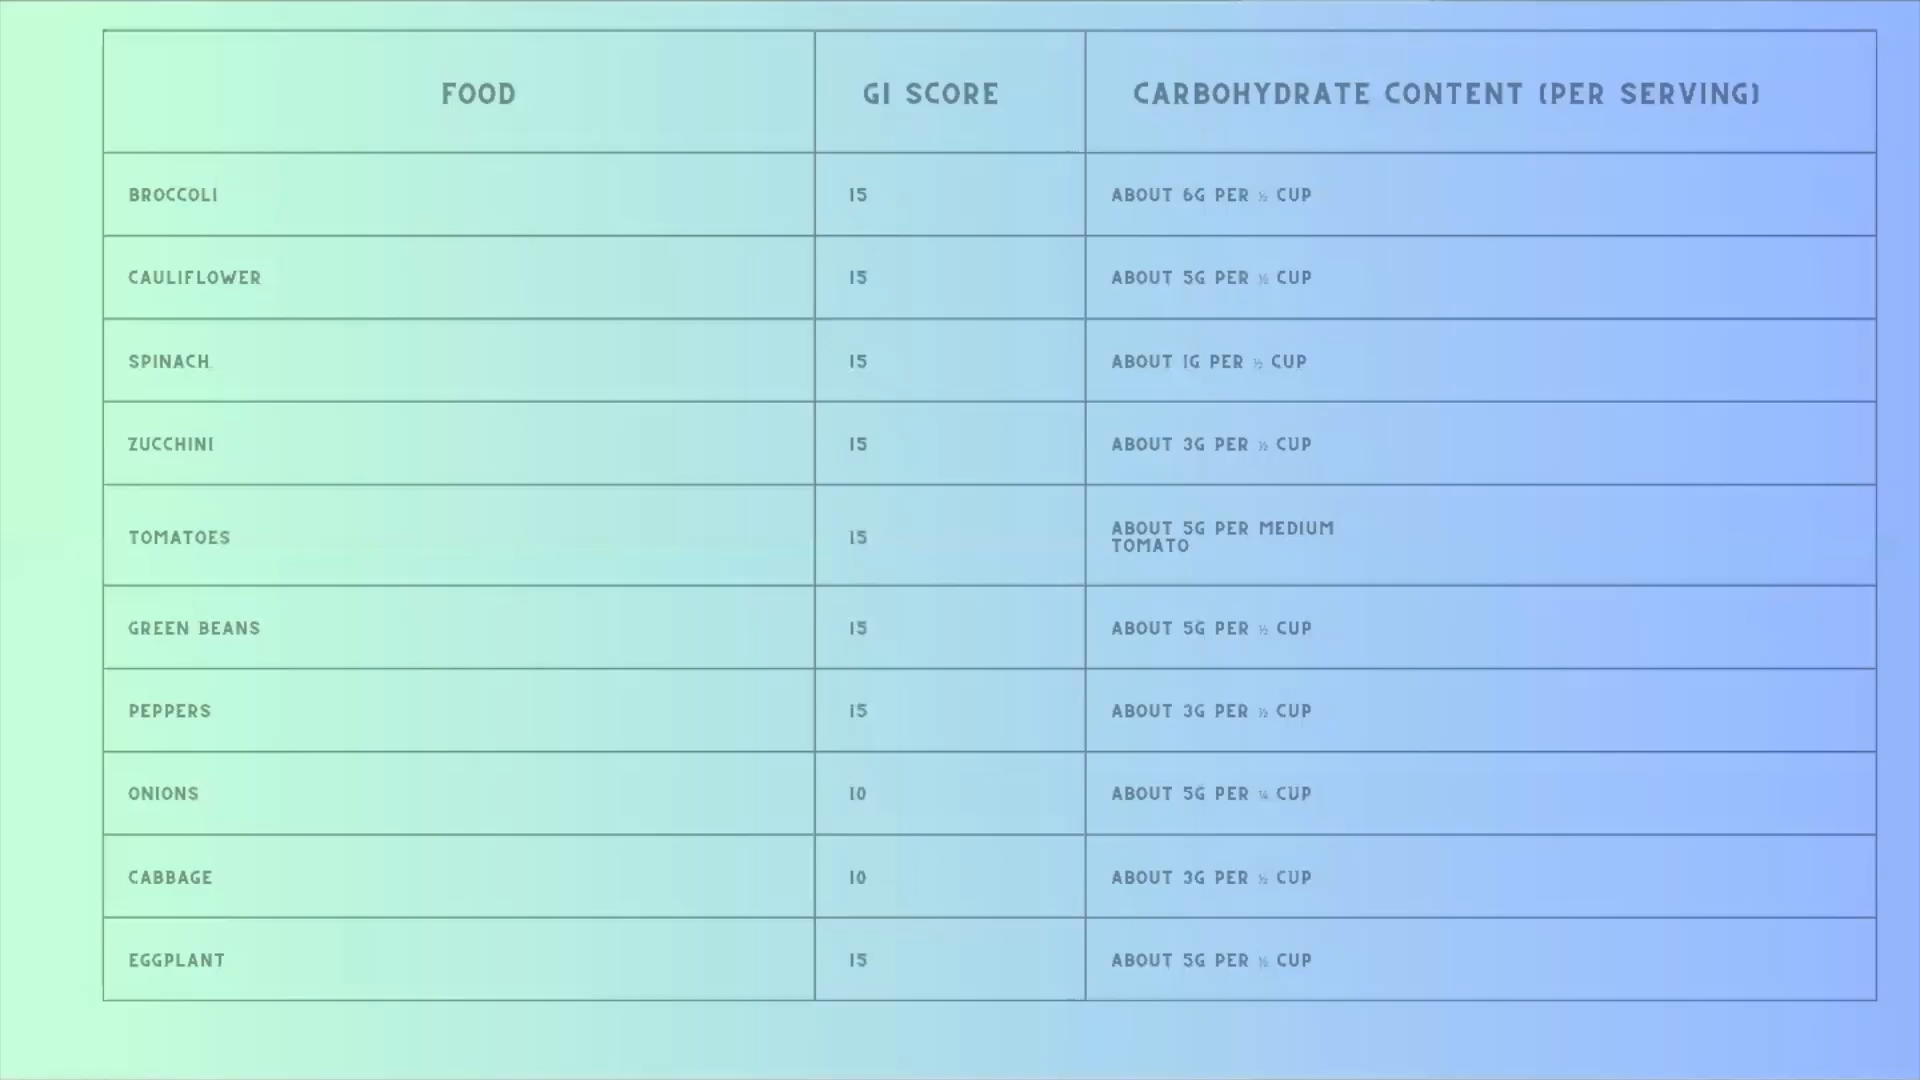 FOOD GI SCORE CARBOHYDRATE CONTENT (PER SERVING)
BROCCOLI 15 ABOUT 6G PER ½ CUP
CAULIFLOWER 15 ABOUT 5G PER ½ CUP
SPINACH 15 ABOUT 1G PER ½ CUP
ZUCCHINI 15 ABOUT 3G PER ½ CUP
TOMATOES 15 ABOUT 5G PER MEDIUM
TOMATO
GREEN BEANS 15 ABOUT 5G PER ½ CUP
PEPPERS 15 ABOUT 3G PER ½ CUP
ONIONS 10 ABOUT 5G PER ¼ CUP
CABBAGE 10 ABOUT 3G PER ½ CUP
EGGPLANT 15 ABOUT 5G PER ½ CUP